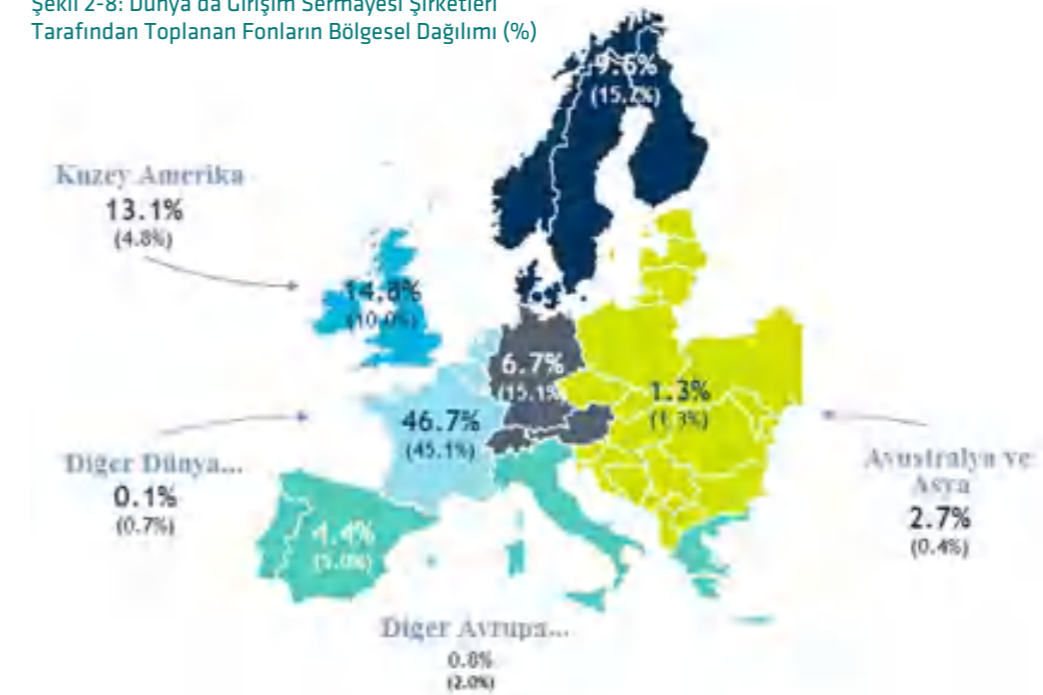 Şekil 2-8: Dünya'da Girişim Sermayesi Şirketleri
Tarafından Toplanan Fonların Bölgesel Dağılımı (%)
9.6%
(15.2%)
Kuzey Amerika
13.1%
(4.8%)
14.8%
(10.0%)
6.7%
(15.1%
1.3%
(1.3%)
46.7%
(45.1%)
Diğer Dünya...
0.1%
(0.7%)
Avustralya ve
Asya
2.7%
(0.4%)
4.4%
(5.0%)
Diğer Avrupa...
0.8%
(2.0%)